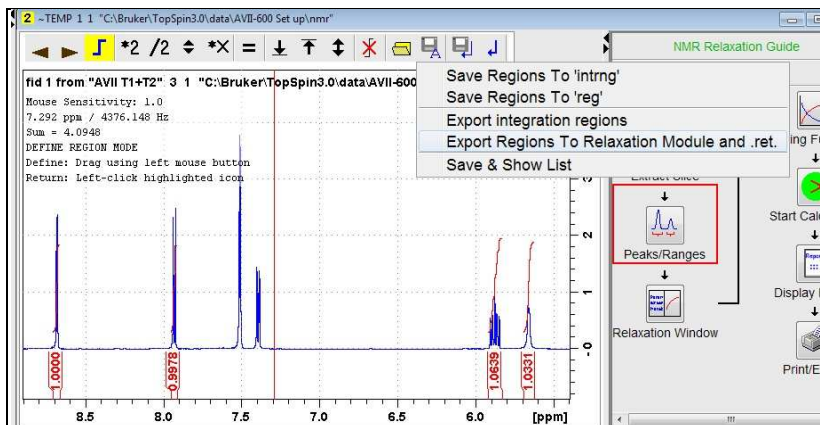 2 ~TEMP 1 1 "C:\Bruker\TopSpin3.0\data\AVII-600 Set up\nmr"
*2 /2 *X =
fid 1 from "AVII T1+T2" 3 1 "C:\Bruker\TopSpin3.0\data\AVII-600
Mouse Sensitivity: 1.0
7.292 ppm / 4376.148 Hz
Sum = 4.0948
DEFINE REGION MODE
Define: Drag using left mouse button
Return: Left-click highlighted icon
Save Regions To 'intrng'
Save Regions To 'reg'
Export integration regions
Export Regions To Relaxation Module and .ret.
Save & Show List
3
2
1
0
1.0000
0.9978
1.0639
1.0331
8.5 8.0 7.5 7.0 6.5 6.0 [ppm]
NMR Relaxation Guide
Extract Slice
Peaks/Ranges
Relaxation Window
ing Fu
Start Calc
Display
Print/E